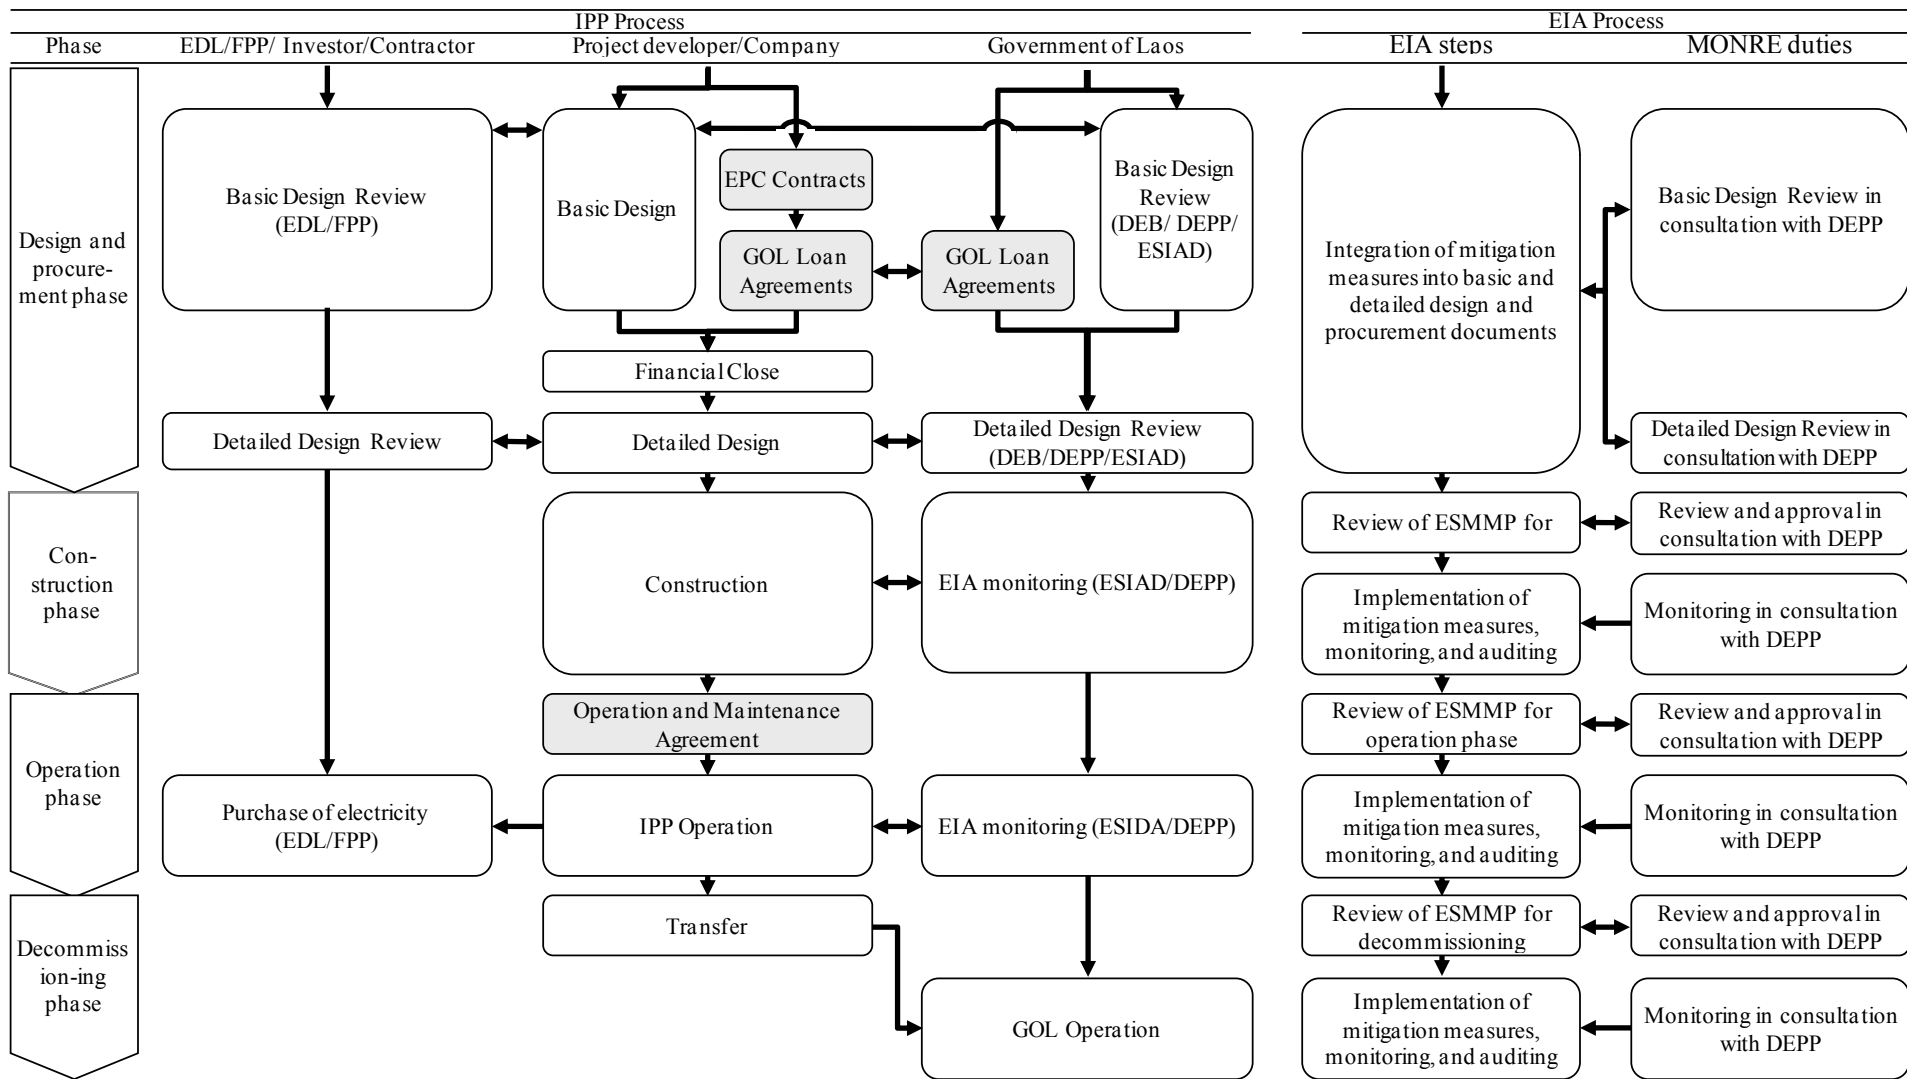 IPP Process
EIA Process
Phase
EDL/FPP/ Investor/Contractor
Project developer/Company
Government of Laos
EIA steps
MONRE duties
Design and
procure-
ment phase
Basic Design Review
(EDL/FPP)
Basic Design
EPC Contracts
GOL Loan
Agreements
GOL Loan
Agreements
Basic Design
Review
(DEB/ DEPP/
ESIAD)
Integration of mitigation
measures into basic and
detailed design and
procurement documents
Basic Design Review in
consultation with DEPP
Financial Close
Detailed Design Review
Detailed Design
Detailed Design Review
(DEB/DEPP/ESIAD)
Detailed Design Review in
consultation with DEPP
Con-
struction
phase
Construction
EIA monitoring (ESIAD/DEPP)
Review of ESMMP for
Review and approval in
consultation with DEPP
Implementation of
mitigation measures,
monitoring, and auditing
Monitoring in consultation
with DEPP
Operation
phase
Operation and Maintenance
Agreement
Review of ESMMP for
operation phase
Review and approval in
consultation with DEPP
Purchase of electricity
(EDL/FPP)
IPP Operation
EIA monitoring (ESIDA/DEPP)
Implementation of
mitigation measures,
monitoring, and auditing
Monitoring in consultation
with DEPP
Decommiss
ion-ing
phase
Transfer
Review of ESMMP for
decommissioning
Review and approval in
consultation with DEPP
GOL Operation
Implementation of
mitigation measures,
monitoring, and auditing
Monitoring in consultation
with DEPP